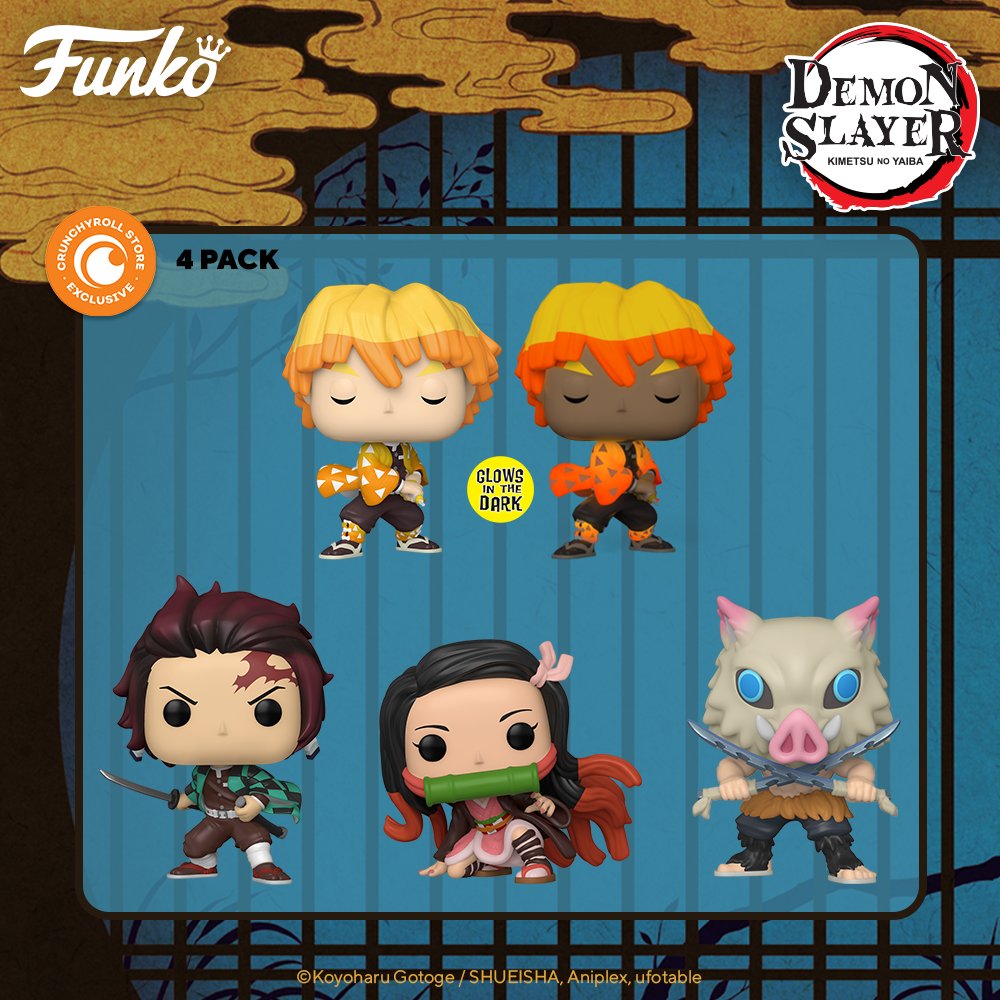 Funko
DEMON
SLAYER
KIMETSU NO YAIBA
CRUNCHYROLL STORE
· EXCLUSIVE ·
4 PACK
GLOWS
IN THE
DARK
©Koyoharu Gotoge / SHUEISHA, Aniplex, ufotable